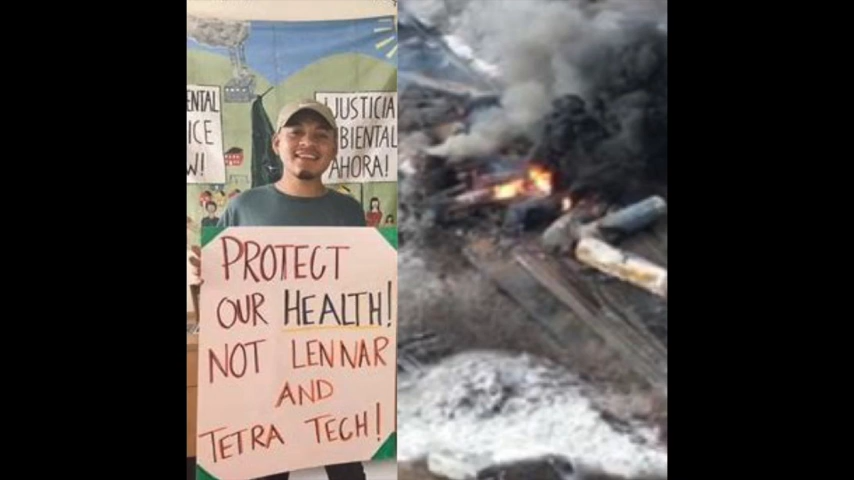 ENTAL
ICE
W!
JUSTICIA
BIENTAL
AHORA!
PROTECT
OUR HEALTH!
NOT LENNAR
AND
TETRA TECH!